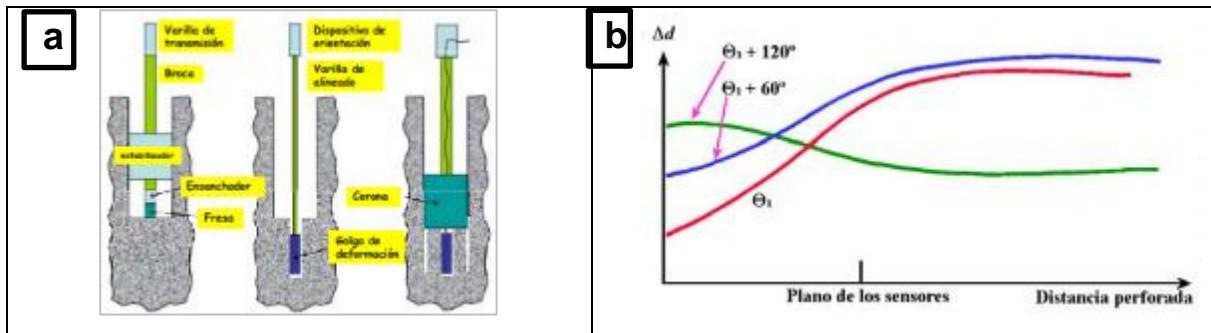 a
Varilla de
transmisión
Broca
estabilizador
Ensanchador
Fresa
Dispositivo de
orientación
Varilla de
alineado
Galga de
deformación
Corona
b
Δd
Θ₁ + 120º
Θ₁ + 60º
Θ₁
Plano de los sensores
Distancia perforada